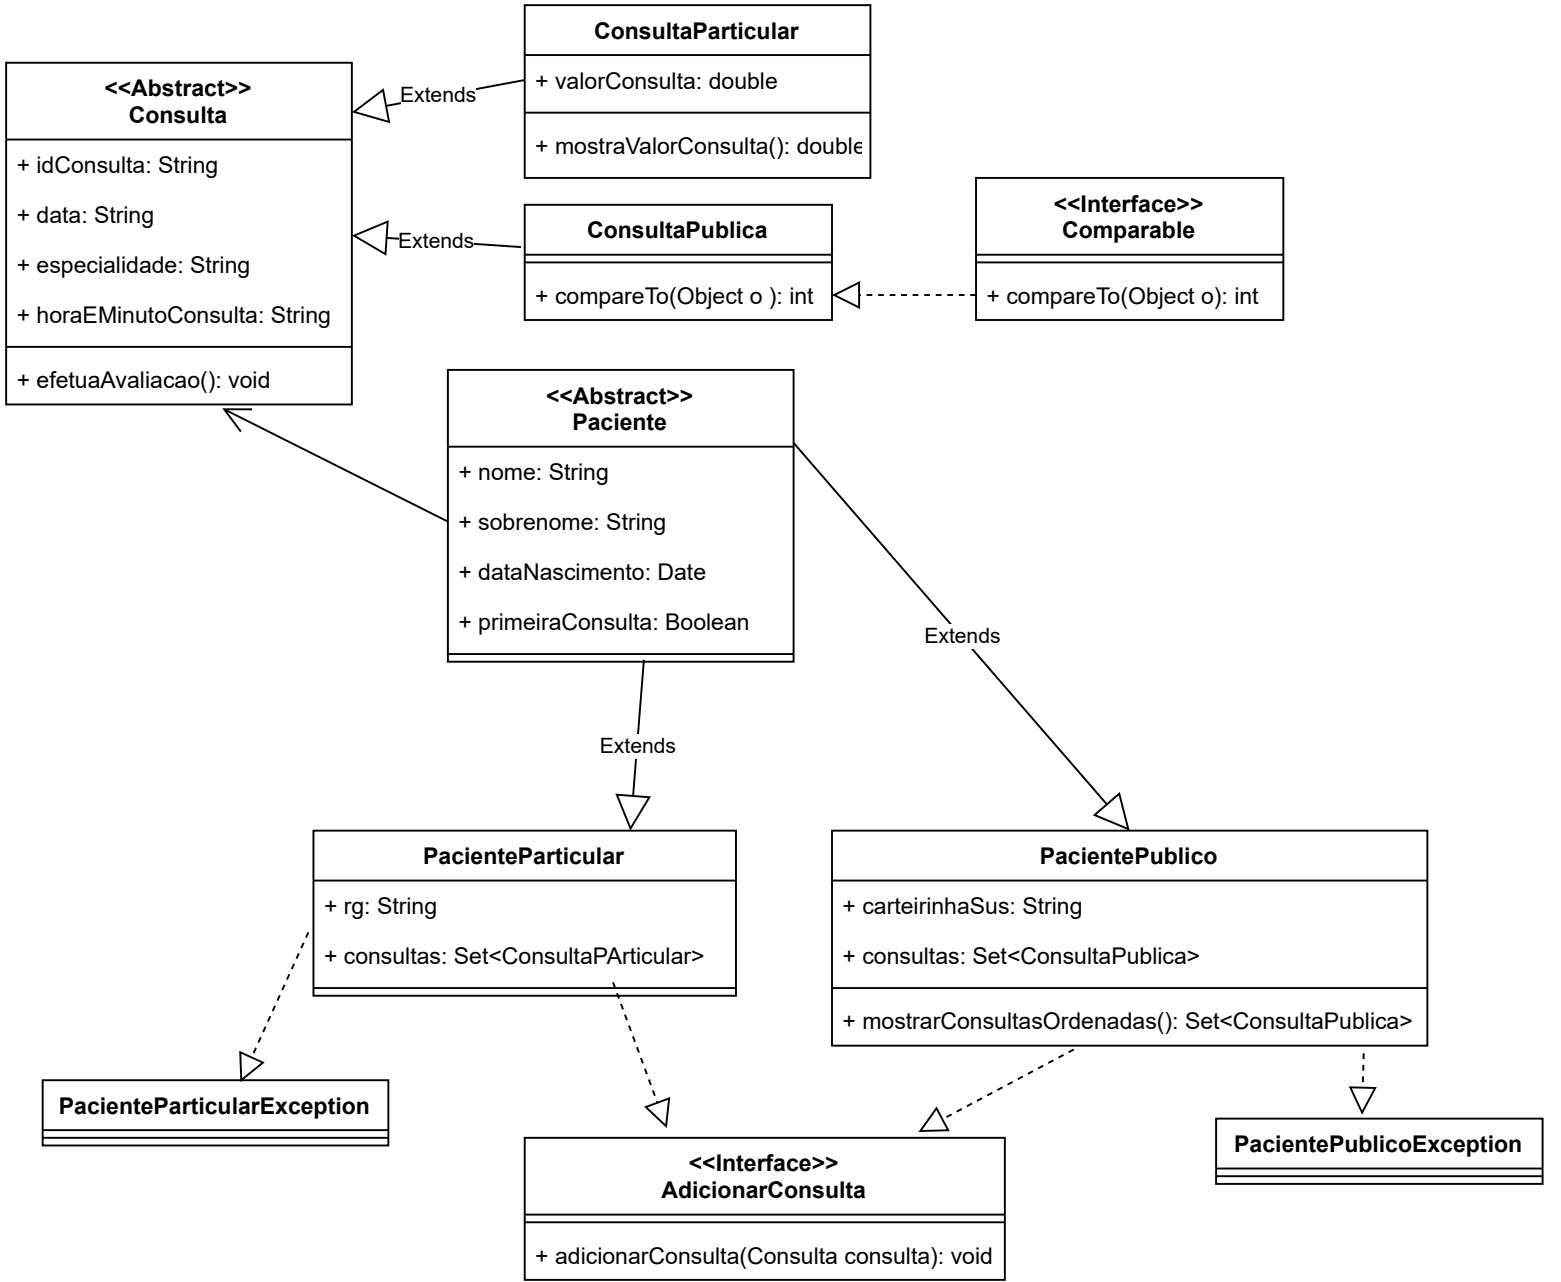 ConsultaParticular
+ valorConsulta: double
+ mostraValorConsulta(): double
<<Abstract>>
Consulta
+ idConsulta: String
+ data: String
+ especialidade: String
+ horaEMinutoConsulta: String
+ efetuaAvaliacao(): void
Extends
Extends
ConsultaPublica
+ compareTo(Object o ): int
<<Interface>>
Comparable
+ compareTo(Object o): int
<<Abstract>>
Paciente
+ nome: String
+ sobrenome: String
+ dataNascimento: Date
+ primeiraConsulta: Boolean
Extends
Extends
PacienteParticular
+ rg: String
+ consultas: Set<ConsultaPArticular>
PacientePublico
+ carteirinhaSus: String
+ consultas: Set<ConsultaPublica>
+ mostrarConsultasOrdenadas(): Set<ConsultaPublica>
PacienteParticularException
<<Interface>>
AdicionarConsulta
+ adicionarConsulta(Consulta consulta): void
PacientePublicoException